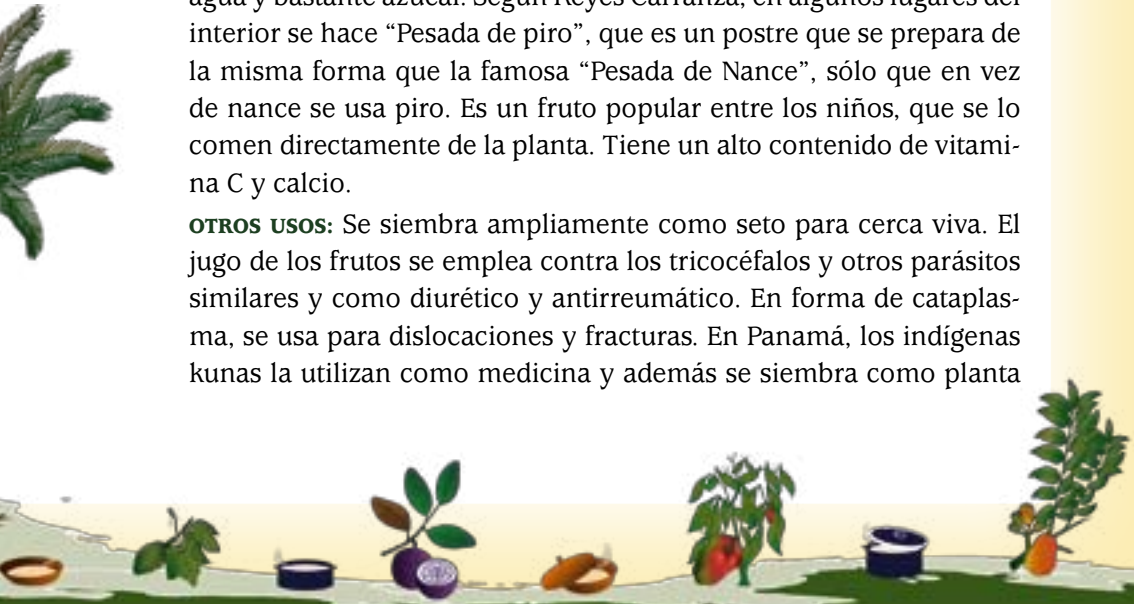 agua y bastante azúcar. Según Reyes Carranza, en algunos lugares del
interior se hace “Pesada de piro”, que es un postre que se prepara de
la misma forma que la famosa “Pesada de Nance”, sólo que en vez
de nance se usa piro. Es un fruto popular entre los niños, que se lo
comen directamente de la planta. Tiene un alto contenido de vitami-
na C y calcio.
OTROS USOS: Se siembra ampliamente como seto para cerca viva. El
jugo de los frutos se emplea contra los tricocéfalos y otros parásitos
similares y como diurético y antirreumático. En forma de cataplas-
ma, se usa para dislocaciones y fracturas. En Panamá, los indígenas
kunas la utilizan como medicina y además se siembra como planta